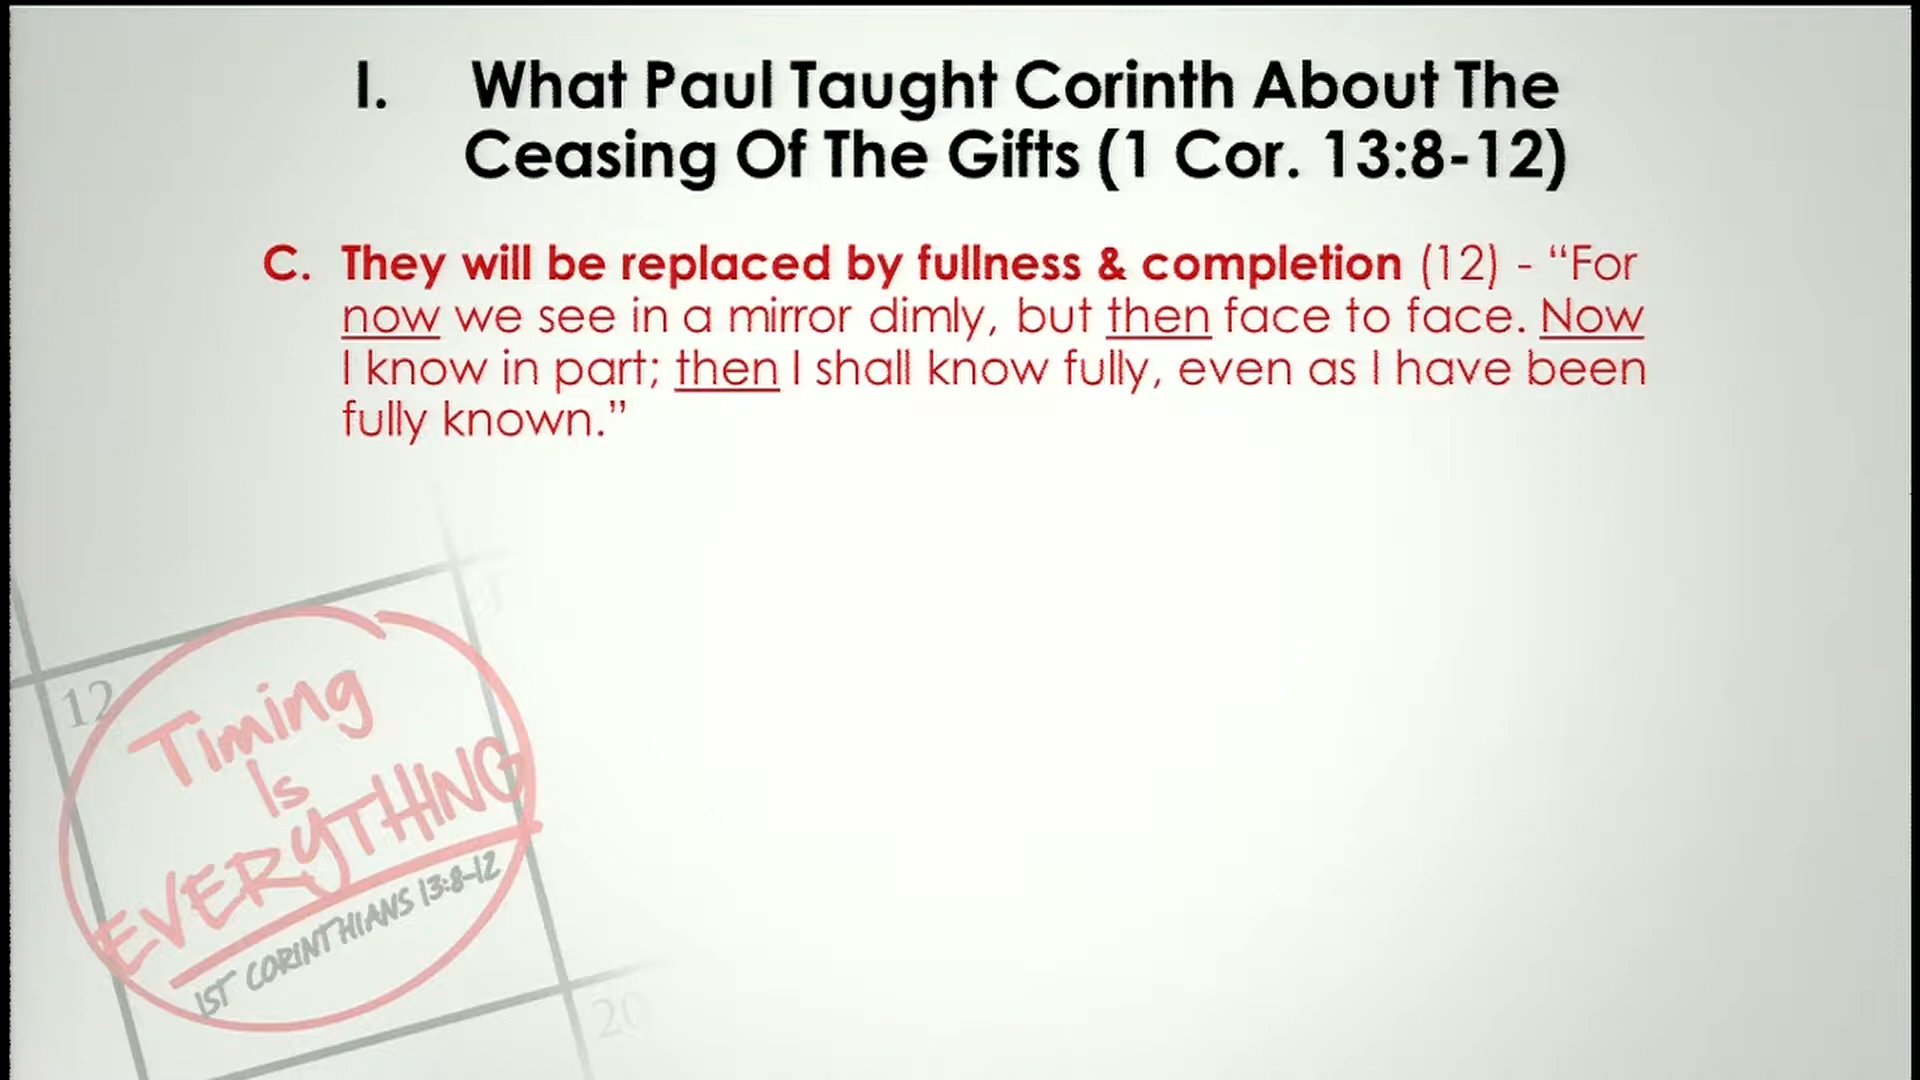 I. What Paul Taught Corinth About The
Ceasing Of The Gifts (1 Cor. 13:8-12)
C. They will be replaced by fullness & completion (12) - “For
now we see in a mirror dimly, but then face to face. Now
I know in part; then I shall know fully, even as I have been
fully known.”
12
Timing
Is
EVERYTHING
1ST CORINTHIANS 13:8-12
20